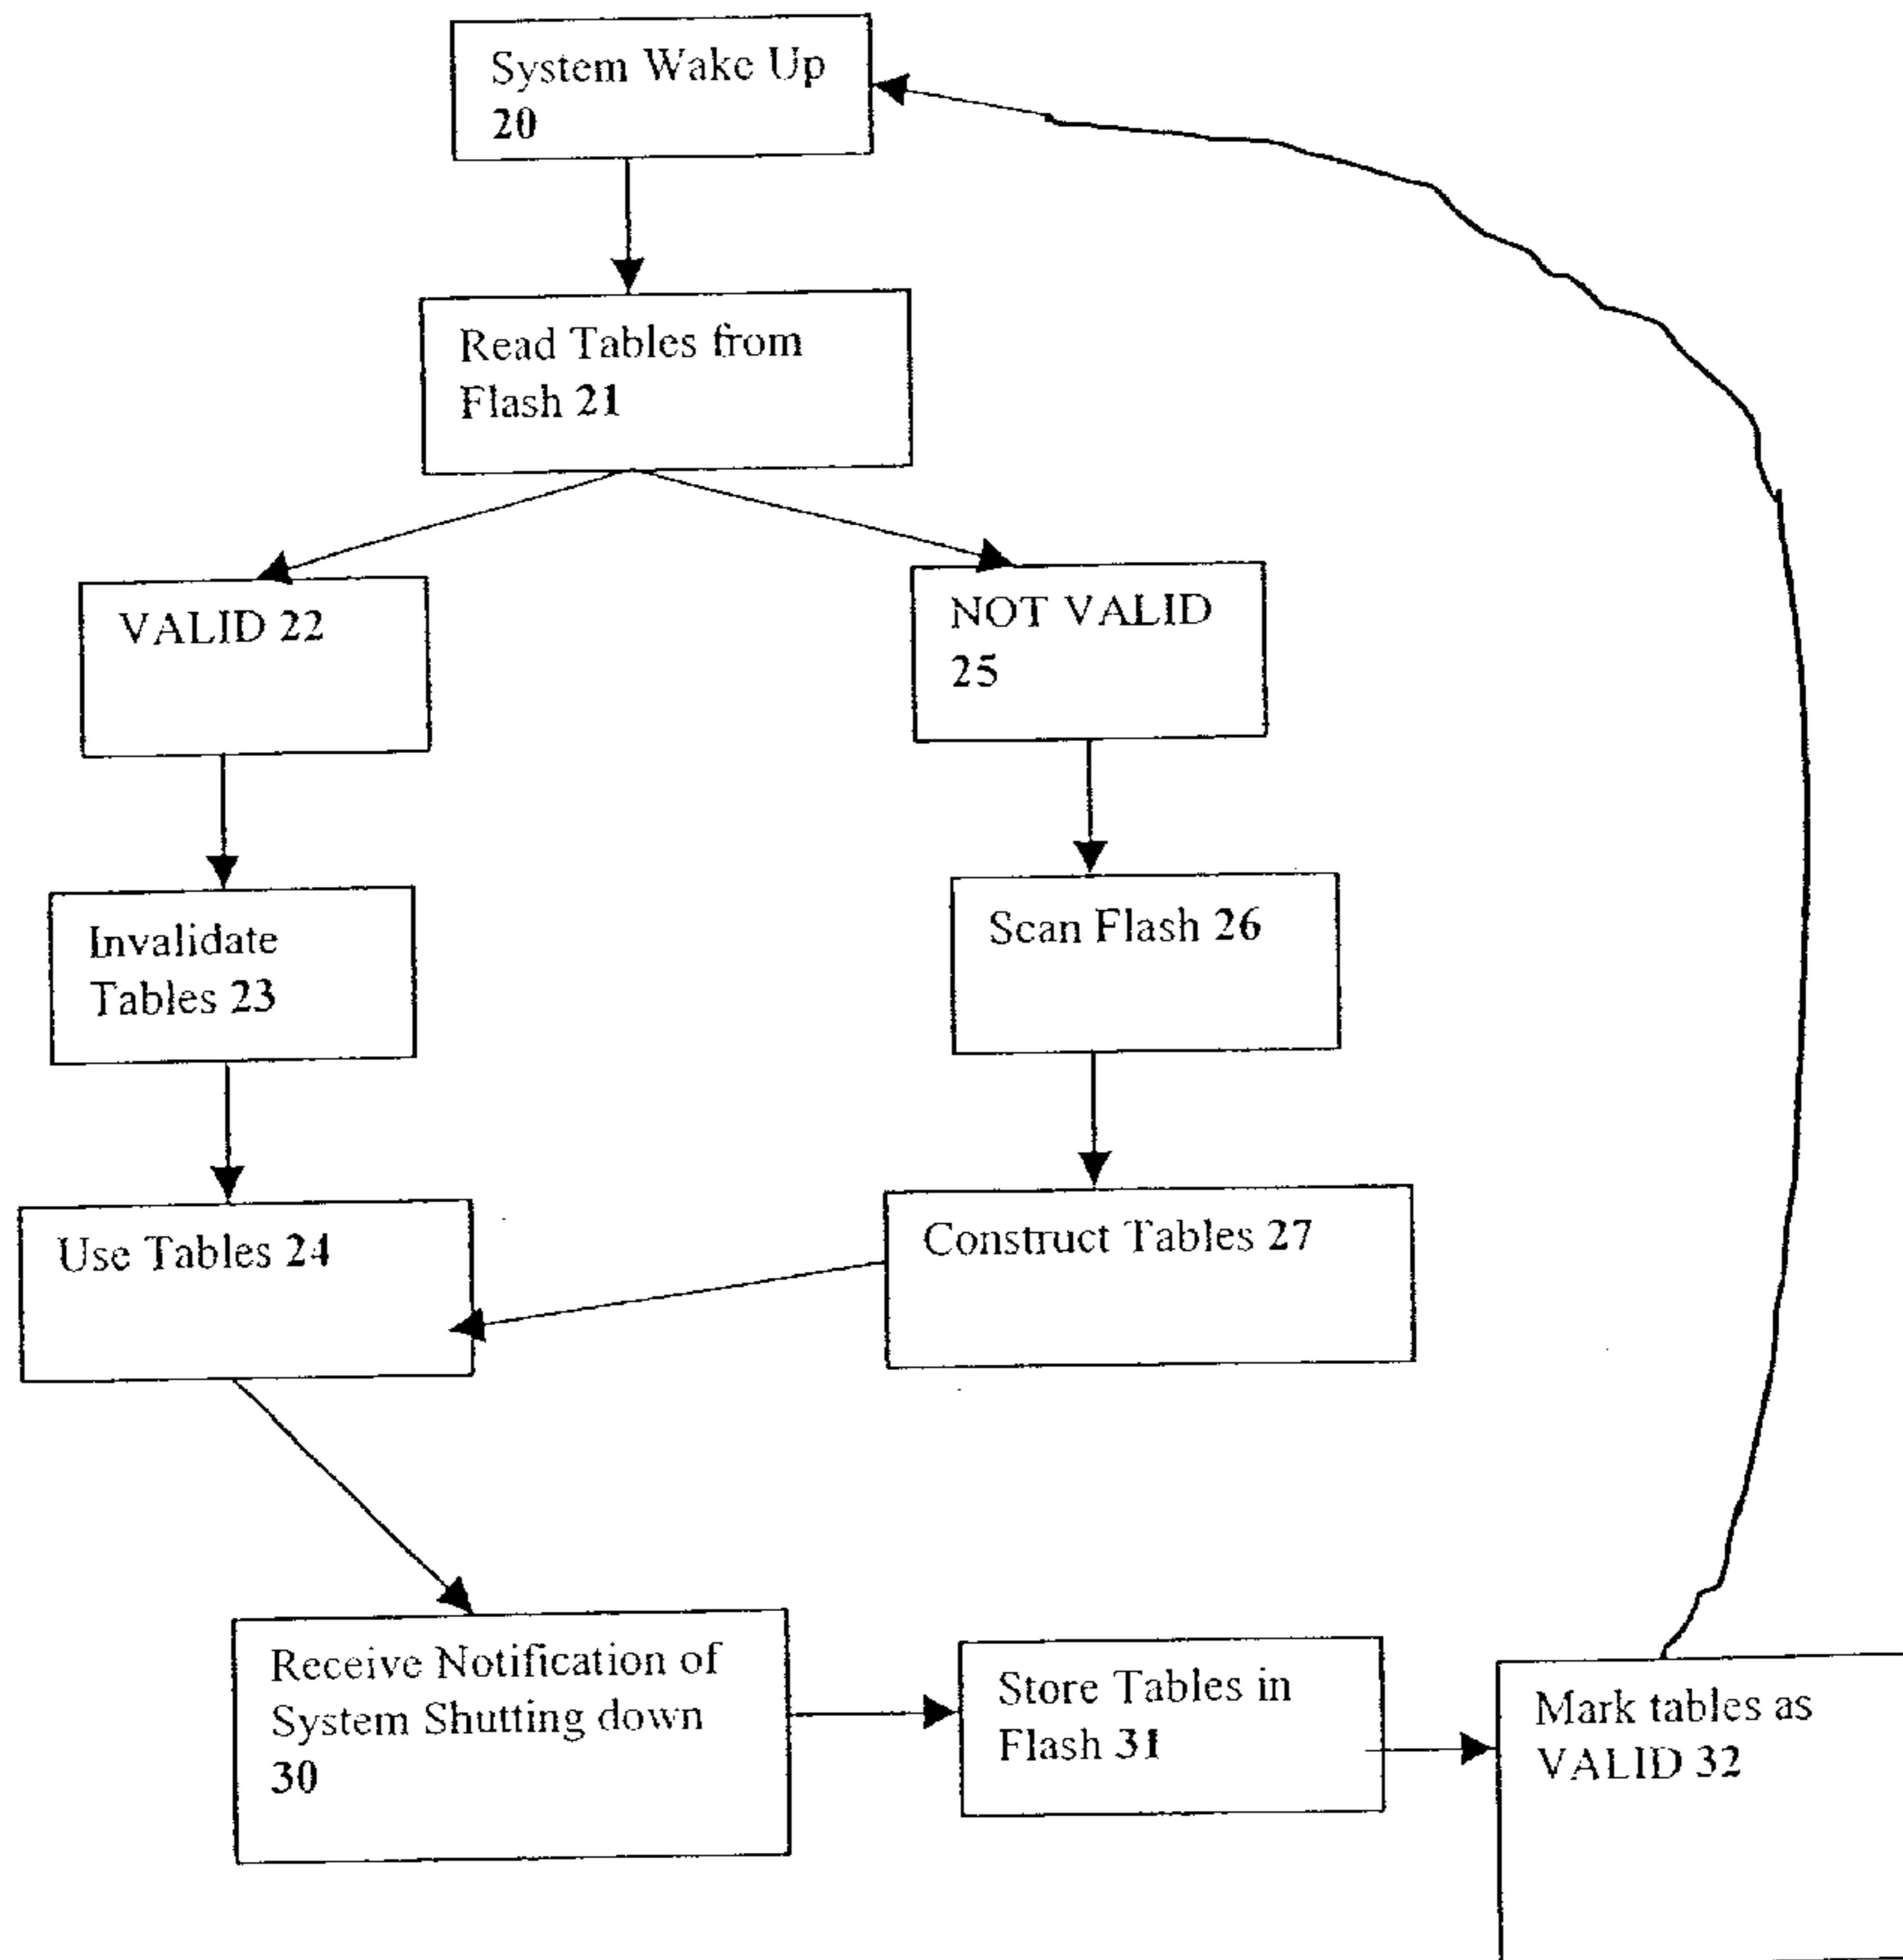 System Wake Up
20
Read Tables from
Flash 21
VALID 22
NOT VALID
25
Invalidate
Tables 23
Scan Flash 26
Use Tables 24
Construct Tables 27
Receive Notification of
System Shutting down
30
Store Tables in
Flash 31
Mark tables as
VALID 32